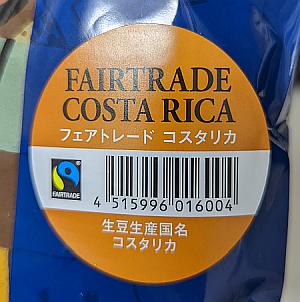 FAIRTRADE
COSTA RICA
フェアトレード コスタリカ
FAIRTRADE
4 515996 016004
生豆生産国名
コスタリカ